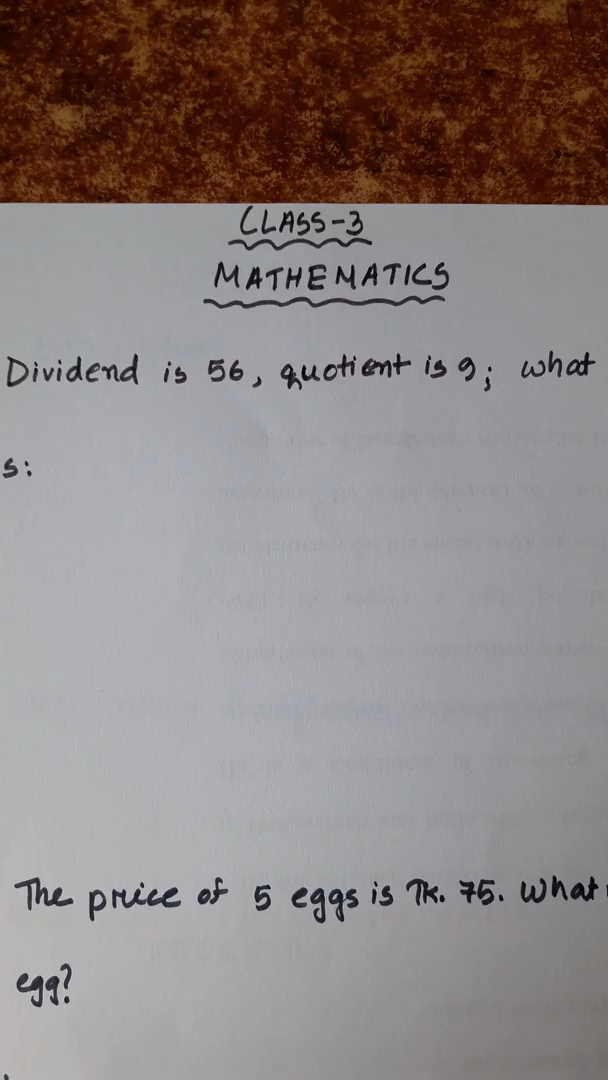 CLASS-3
MATHEMATICS
Dividend is 56, quotient is 9; what
s:
The price of 5 eggs is Tk. 75. What
egg?